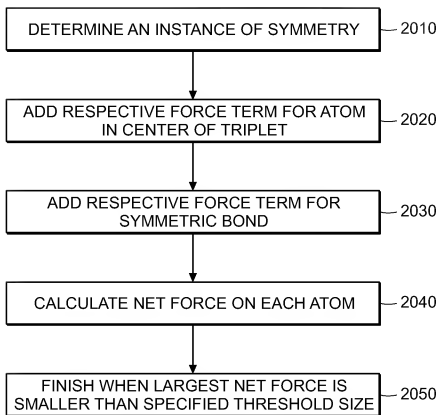 DETERMINE AN INSTANCE OF SYMMETRY 2010
ADD RESPECTIVE FORCE TERM FOR ATOM
IN CENTER OF TRIPLET 2020
ADD RESPECTIVE FORCE TERM FOR
SYMMETRIC BOND 2030
CALCULATE NET FORCE ON EACH ATOM 2040
FINISH WHEN LARGEST NET FORCE IS
SMALLER THAN SPECIFIED THRESHOLD SIZE 2050